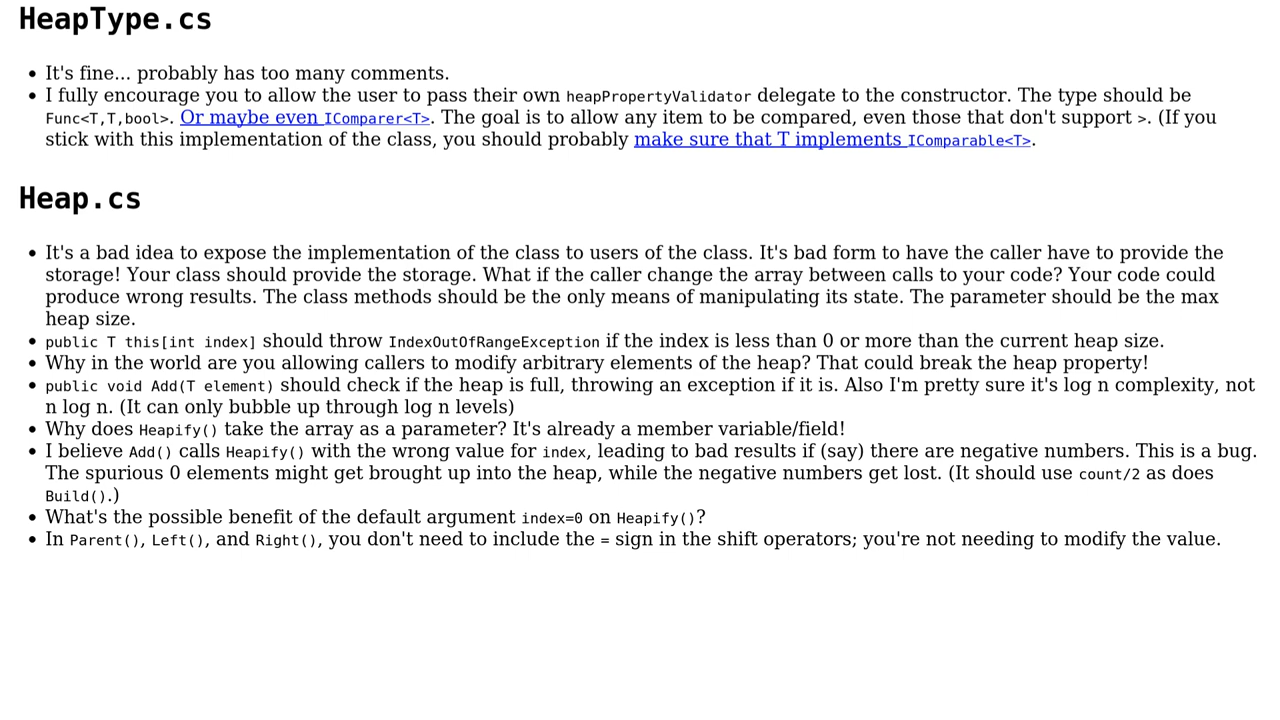 HeapType.cs
It's fine... probably has too many comments.
I fully encourage you to allow the user to pass their own heapPropertyValidator delegate to the constructor. The type should be
Func<T,T,bool>. Or maybe even IComparer<T>. The goal is to allow any item to be compared, even those that don't support >. (If you
stick with this implementation of the class, you should probably make sure that T implements IComparable<T>.
Heap.cs
It's a bad idea to expose the implementation of the class to users of the class. It's bad form to have the caller have to provide the
storage! Your class should provide the storage. What if the caller change the array between calls to your code? Your code could
produce wrong results. The class methods should be the only means of manipulating its state. The parameter should be the max
heap size.
public T this[int index] should throw IndexOutOfRangeException if the index is less than 0 or more than the current heap size.
Why in the world are you allowing callers to modify arbitrary elements of the heap? That could break the heap property!
public void Add(T element) should check if the heap is full, throwing an exception if it is. Also I'm pretty sure it's log n complexity, not
n log n. (It can only bubble up through log n levels)
Why does Heapify() take the array as a parameter? It's already a member variable/field!
I believe Add() calls Heapify() with the wrong value for index, leading to bad results if (say) there are negative numbers. This is a bug.
The spurious 0 elements might get brought up into the heap, while the negative numbers get lost. (It should use count/2 as does
Build().)
What's the possible benefit of the default argument index=0 on Heapify()?
In Parent(), Left(), and Right(), you don't need to include the = sign in the shift operators; you're not needing to modify the value.